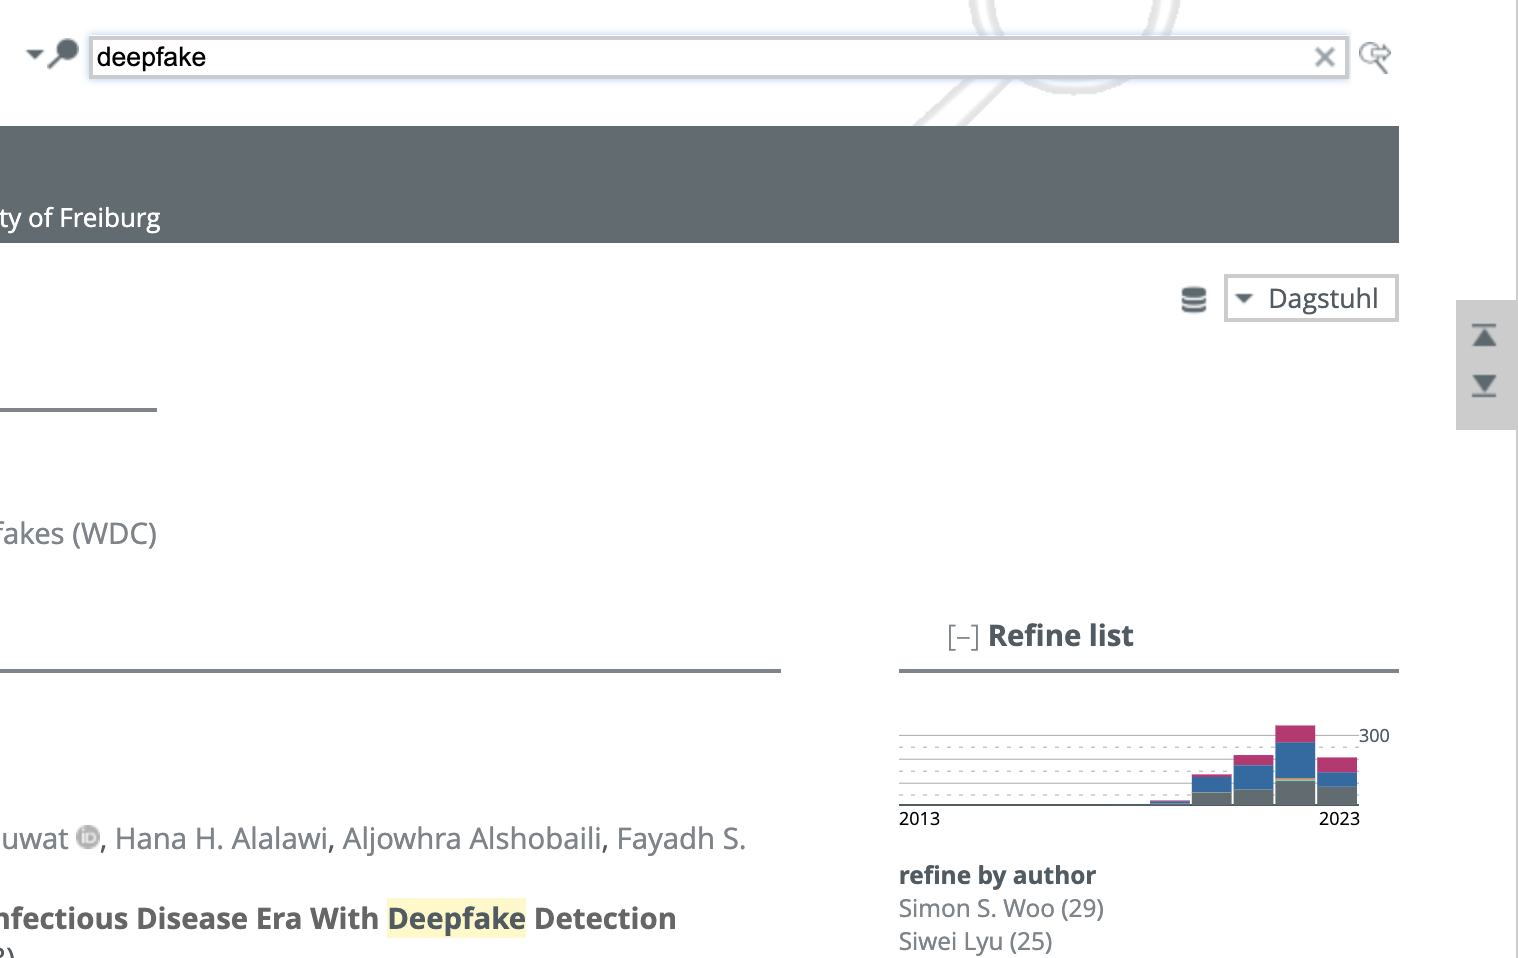 deepfake
ty of Freiburg
Dagstuhl
fakes (WDC)
[–] Refine list
300
2013 2023
uwat iD, Hana H. Alalawi, Aljowhra Alshobaili, Fayadh S.
refine by author
Simon S. Woo (29)
nfectious Disease Era With Deepfake Detection
Siwei Lyu (25)